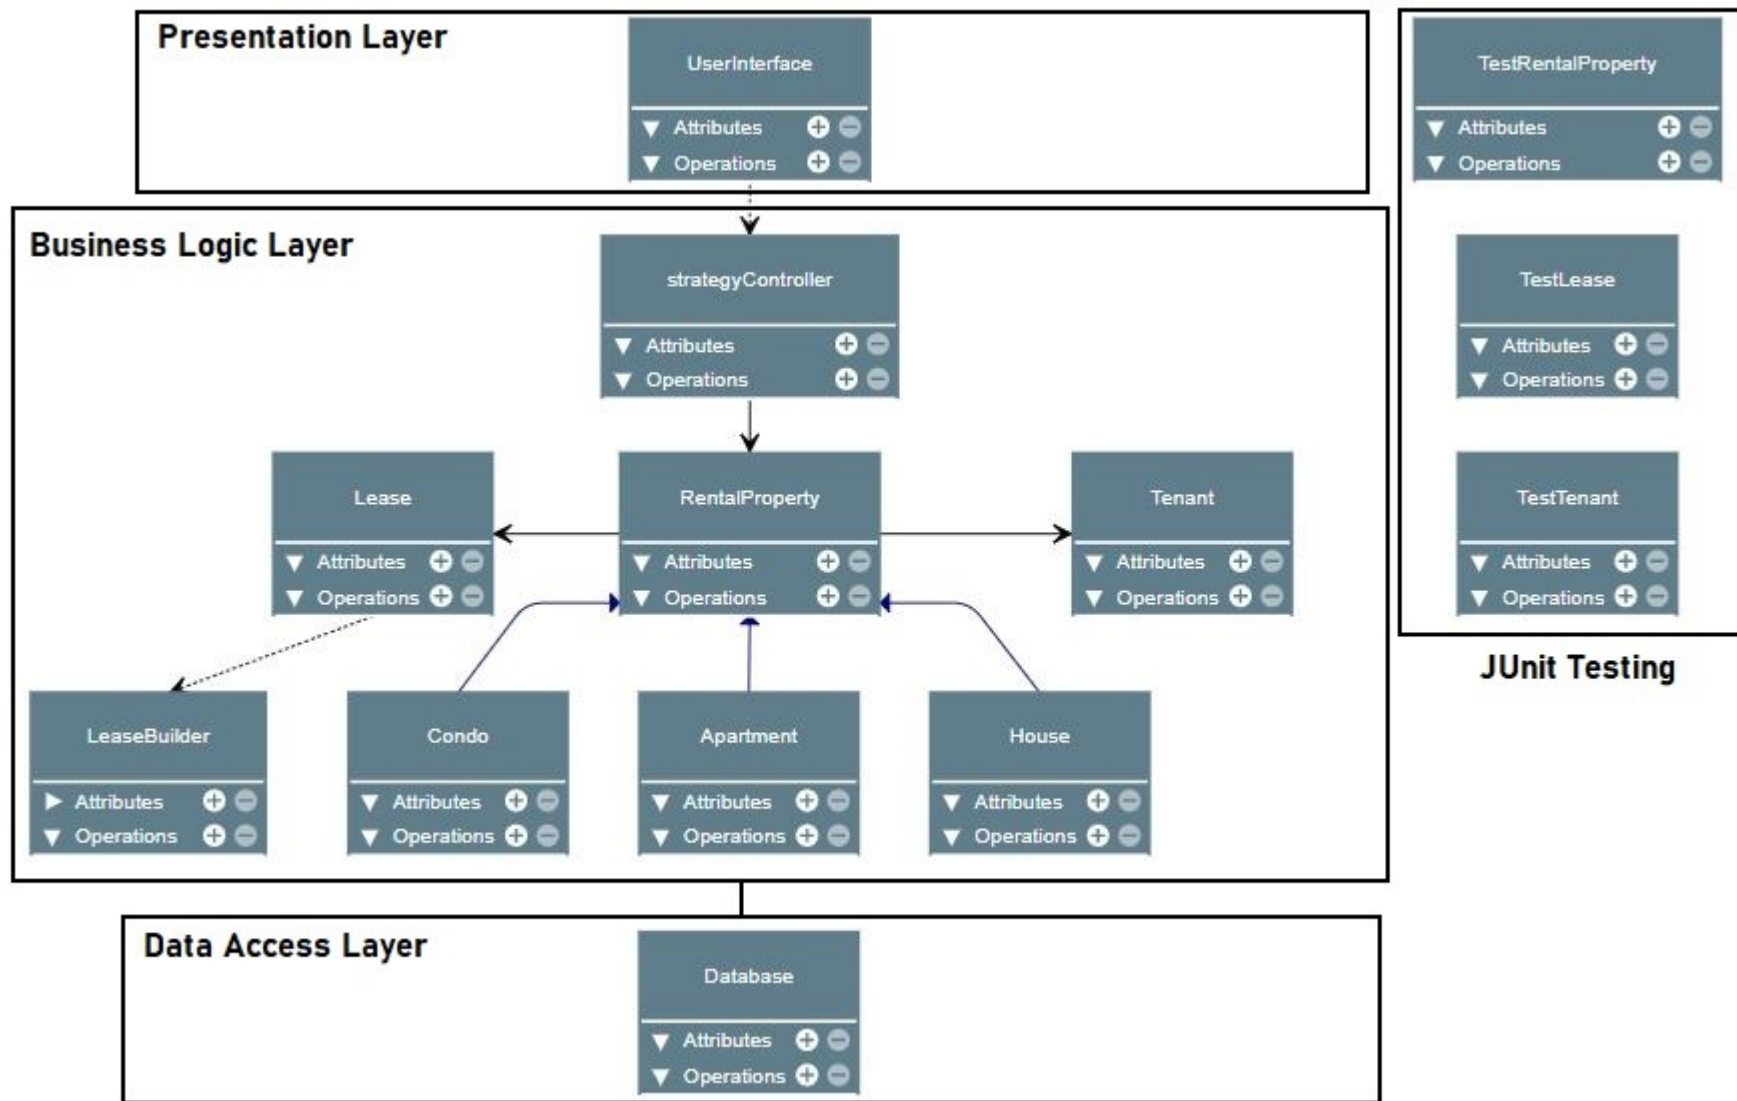 Presentation Layer
UserInterface
Attributes
Operations
Business Logic Layer
strategyController
Attributes
Operations
Lease
Attributes
Operations
RentalProperty
Attributes
Operations
Tenant
Attributes
Operations
LeaseBuilder
Attributes
Operations
Condo
Attributes
Operations
Apartment
Attributes
Operations
House
Attributes
Operations
Data Access Layer
Database
Attributes
Operations
TestRentalProperty
Attributes
Operations
TestLease
Attributes
Operations
TestTenant
Attributes
Operations
JUnit Testing